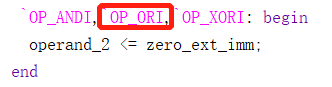 `OP_ANDI,`OP_ORI,`OP_XORI: begin
operand_2 <= zero_ext_imm;
end